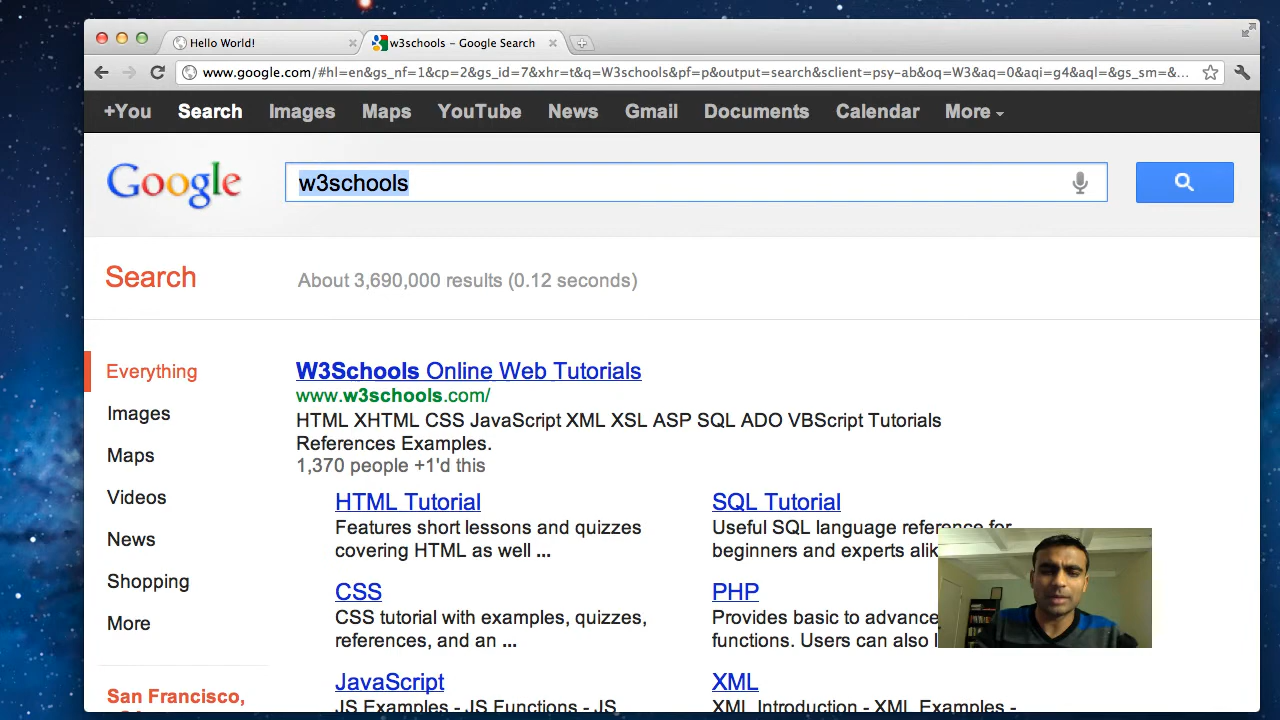 Hello World!
w3schools – Google Search
www.google.com/#hl=en&gs_nf=1&cp=2&gs_id=7&xhr=t&q=W3schools&pf=p&output=search&sclient=psy-ab&oq=W3&aq=0&aqi=g4&aql=&gs_sm=&...
+You Search Images Maps YouTube News Gmail Documents Calendar More
Google
w3schools
Search
About 3,690,000 results (0.12 seconds)
Everything
Images
Maps
Videos
News
Shopping
More
San Francisco,
W3Schools Online Web Tutorials
www.w3schools.com/
HTML XHTML CSS JavaScript XML XSL ASP SQL ADO VBScript Tutorials
References Examples.
1,370 people +1'd this
HTML Tutorial
Features short lessons and quizzes
covering HTML as well ...
SQL Tutorial
Useful SQL language reference for
beginners and experts alik
CSS
CSS tutorial with examples, quizzes,
references, and an ...
PHP
Provides basic to advance
functions. Users can also
JavaScript
JS Examples - JS Functions - JS
XML
XML Introduction - XML Examples -